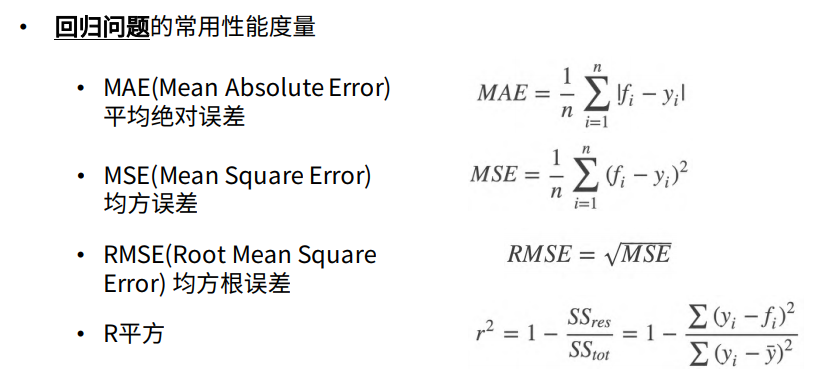 • 回归问题的常用性能度量
• MAE(Mean Absolute Error)
平均绝对误差
MAE = \frac{1}{n} \sum_{i=1}^{n} |f_i - y_i|
• MSE(Mean Square Error)
均方误差
MSE = \frac{1}{n} \sum_{i=1}^{n} (f_i - y_i)^2
• RMSE(Root Mean Square
Error) 均方根误差
RMSE = \sqrt{MSE}
• R平方
r^2 = 1 - \frac{SS_{res}}{SS_{tot}} = 1 - \frac{\sum (y_i - f_i)^2}{\sum (y_i - \bar{y})^2}